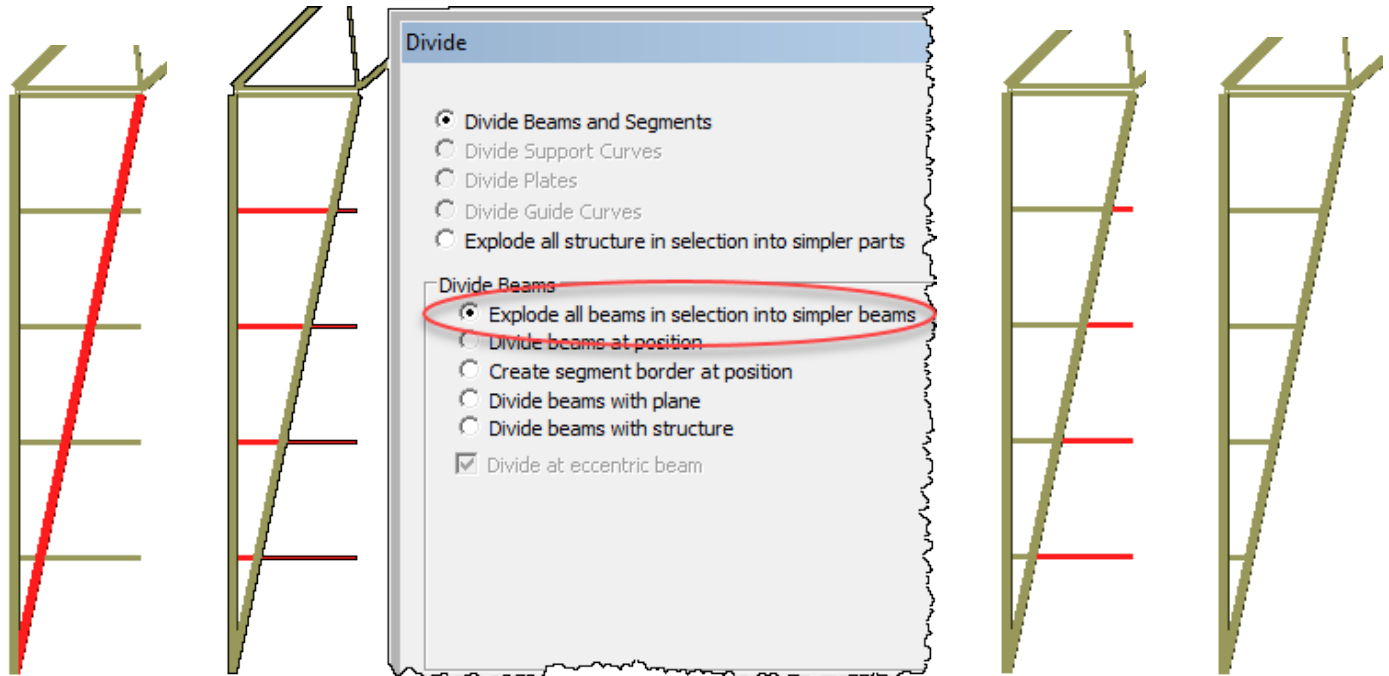 Divide
Divide Beams and Segments
Divide Support Curves
Divide Plates
Divide Guide Curves
Explode all structure in selection into simpler parts
Divide Beams
Explode all beams in selection into simpler beams
Divide beams at position
Create segment border at position
Divide beams with plane
Divide beams with structure
Divide at eccentric beam